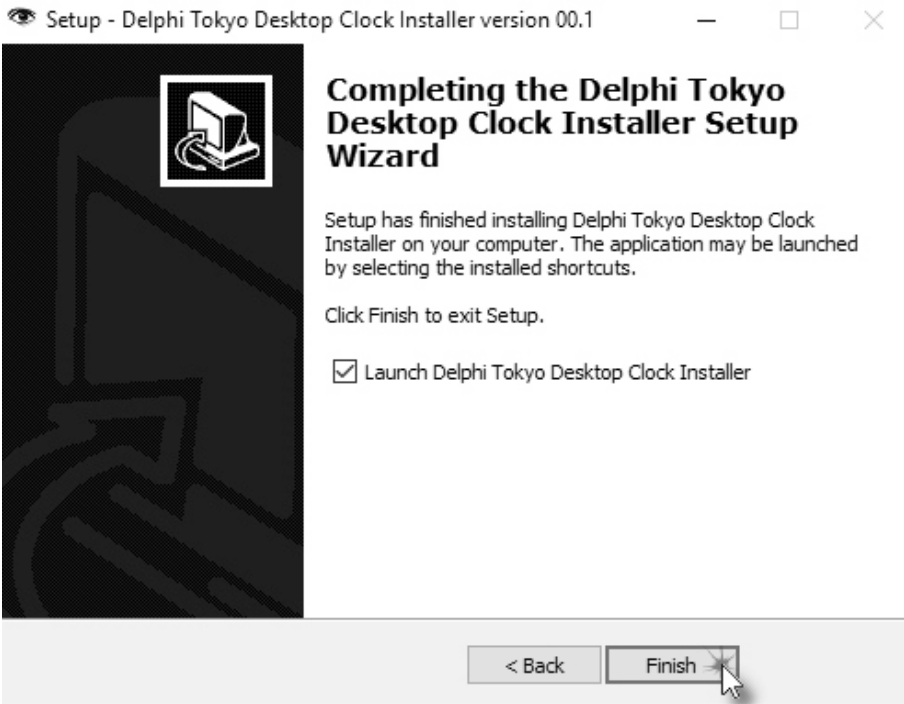 Setup - Delphi Tokyo Desktop Clock Installer version 00.1
Completing the Delphi Tokyo
Desktop Clock Installer Setup
Wizard
Setup has finished installing Delphi Tokyo Desktop Clock
Installer on your computer. The application may be launched
by selecting the installed shortcuts.
Click Finish to exit Setup.
Launch Delphi Tokyo Desktop Clock Installer
< Back
Finish